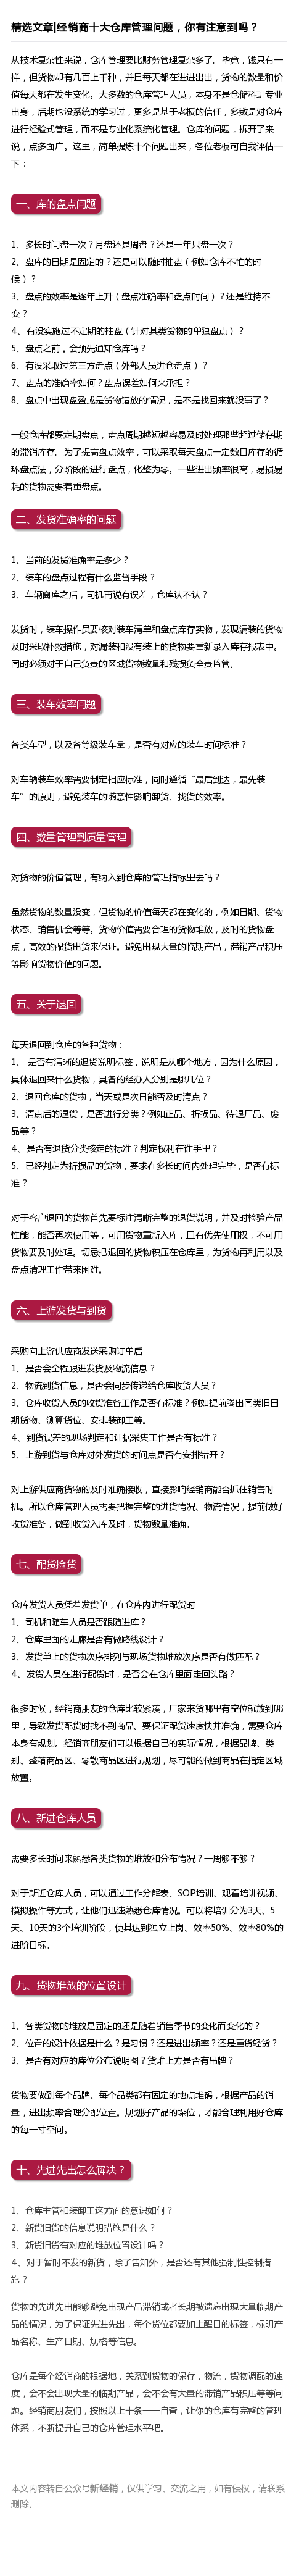 精选文章|经销商十大仓库管理问题，你有注意到吗？
从技术复杂性来说，仓库管理要比财务管理复杂多了。毕竟，钱只有一
样，但货物却有几百上千种，并且每天都在进进出出，货物的数量和价
值每天都在发生变化。大多数的仓库管理人员，本身不是仓储科班专业
出身，后期也没系统的学习过，更多是基于老板的信任，多数是对仓库
进行经验式管理，而不是专业化系统化管理。仓库的问题，拆开了来
说，点多面广。这里，简单提炼十个问题出来，各位老板可自我评估一
下：
一、库的盘点问题
1、多长时间盘一次？月盘还是周盘？还是一年只盘一次？
2、盘库的日期是固定的？还是可以随时抽盘（例如仓库不忙的时
候）？
3、盘点的效率是逐年上升（盘点准确率和盘点时间）？还是维持不
变？
4、有没实施过不定期的抽盘（针对某类货物的单独盘点）？
5、盘点之前，会预先通知仓库吗？
6、有没采取过第三方盘点（外部人员进仓盘点）？
7、盘点的准确率如何？盘点误差如何来承担？
8、盘点中出现盘盈或是货物错放的情况，是不是找回来就没事了？
一般仓库都要定期盘点，盘点周期越短越容易及时处理那些超过储存期
的滞销库存。为了提高盘点效率，可以采取每天盘点一定数目库存的循
环盘点法，分阶段的进行盘点，化整为零。一些进出频率很高，易损易
耗的货物需要着重盘点。
二、发货准确率的问题
1、当前的发货准确率是多少？
2、装车的盘点过程有什么监督手段？
3、车辆离库之后，司机再说有误差，仓库认不认？
发货时，装车操作员要核对装车清单和盘点库存实物，发现漏装的货物
及时采取补救措施，对漏装和没有装上的货物要重新录入库存报表中。
同时必须对于自己负责的区域货物数量和残损负全责监管。
三、装车效率问题
各类车型，以及各等级装车量，是否有对应的装车时间标准？
对车辆装车效率需要制定相应标准，同时遵循“最后到达，最先装
车”的原则，避免装车的随意性影响卸货、找货的效率。
四、数量管理到质量管理
对货物的价值管理，有纳入到仓库的管理指标里去吗？
虽然货物的数量没变，但货物的价值每天都在变化的，例如日期、货物
状态、销售机会等等。货物价值需要合理的货物堆放，及时的货物盘
点，高效的配货出货来保证。避免出现大量的临期产品，滞销产品积压
等影响货物价值的问题。
五、关于退回
每天退回到仓库的各种货物：
1、 是否有清晰的退货说明标签，说明是从哪个地方，因为什么原因，
具体退回来什么货物，具备的经办人分别是哪几位？
2、退回仓库的货物，当天或是次日能否及时清点？
3、清点后的退货，是否进行分类？例如正品、折损品、待退厂品、废
品等？
4、是否有退货分类核定的标准？判定权利在谁手里？
5、已经判定为折损品的货物，要求在多长时间内处理完毕，是否有标
准？
对于客户退回的货物首先要标注清晰完整的退货说明，并及时检验产品
性能，能否再次使用等，可用货物重新入库，且有优先使用权，不可用
货物要及时处理。切忌把退回的货物积压在仓库里，为货物再利用以及
盘点清理工作带来困难。
六、上游发货与到货
采购向上游供应商发送采购订单后
1、是否会全程跟进发货及物流信息？
2、物流到货信息，是否会同步传递给仓库收货人员？
3、仓库收货人员的收货准备工作是否有标准？例如提前腾出同类旧日
期货物、测算货位、安排装卸工等。
4、到货误差的现场判定和证据采集工作是否有标准？
5、上游到货与仓库对外发货的时间点是否有安排错开？
对上游供应商货物的及时准确接收，直接影响经销商能否抓住销售时
机。所以仓库管理人员需要把握完整的进货情况、物流情况，提前做好
收货准备，做到收货入库及时，货物数量准确。
七、配货捡货
仓库发货人员凭着发货单，在仓库内进行配货时
1、司机和随车人员是否跟随进库？
2、仓库里面的走廊是否有做路线设计？
3、发货单上的货物次序排列与现场货物堆放次序是否有做匹配？
4、发货人员在进行配货时，是否会在仓库里面走回头路？
很多时候，经销商朋友的仓库比较紧凑，厂家来货哪里有空位就放到哪
里，导致发货配货时找不到商品。要保证配货速度快并准确，需要仓库
本身有规划。经销商朋友们可以根据自己的实际情况，根据品牌、类
别、整箱商品区、零散商品区进行规划，尽可能的做到商品在指定区域
放置。
八、新进仓库人员
需要多长时间来熟悉各类货物的堆放和分布情况？一周够不够？
对于新近仓库人员，可以通过工作分解表、SOP培训、观看培训视频、
模拟操作等方式，让他们迅速熟悉仓库情况。可以将培训分为3天、5
天、10天的3个培训阶段，使其达到独立上岗、效率50%、效率80%的
进阶目标。
九、货物堆放的位置设计
1、各类货物的堆放是固定的还是随着销售季节的变化而变化的？
2、位置的设计依据是什么？是习惯？还是进出频率？还是重货轻货？
3、是否有对应的库位分布说明图？货堆上方是否有吊牌？
货物要做到每个品牌、每个品类都有固定的地点堆码，根据产品的销
量，进出频率合理分配位置。规划好产品的垛位，才能合理利用好仓库
的每一寸空间。
十、先进先出怎么解决？
1、仓库主管和装卸工这方面的意识如何？
2、新货旧货的信息说明措施是什么？
3、新货旧货有对应的堆放位置设计吗？
4、对于暂时不发的新货，除了告知外，是否还有其他强制性控制措
施？
货物的先进先出能够避免出现产品滞销或者长期被遗忘出现大量临期产
品的情况，为了保证先进先出，每个货位都要加上醒目的标签，标明产
品名称、生产日期、规格等信息。
仓库是每个经销商的根据地，关系到货物的保存，物流，货物调配的速
度，会不会出现大量的临期产品，会不会有大量的滞销产品积压等等问
题。经销商朋友们，按照以上十条一一自查，让你的仓库有完整的管理
体系，不断提升自己的仓库管理水平吧。
本文内容转自公众号新经销，仅供学习、交流之用，如有侵权，请联系
删除。